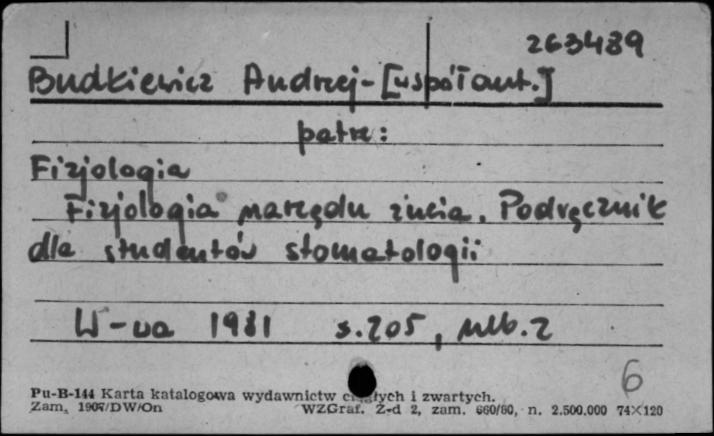 263489
Budkiewicz Andrzej-[współaut.]
patrz:
Fizjologia
Fizjologia narządu żucia. Podręcznik
dla studentów stomatologii
W-wa 1981 s.205, nlb.2
6
Pu-B-144 Karta katalogowa wydawnictw ciągłych i zwartych.
Zam. 1907/DW/On WZGraf. Z-d 2, zam. 660/80, n. 2.500.000 74×120